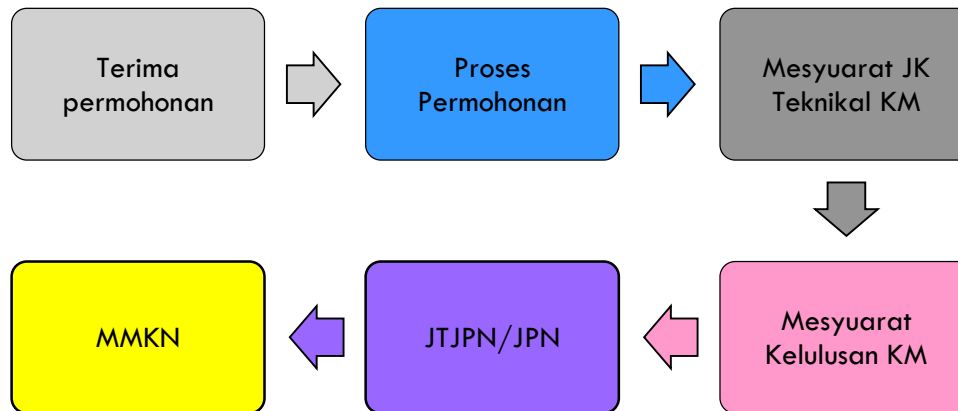 Terima
permohonan
Proses
Permohonan
Mesyuarat JK
Teknikal KM
Mesyuarat
Kelulusan KM
JTJPN/JPN
MMKN